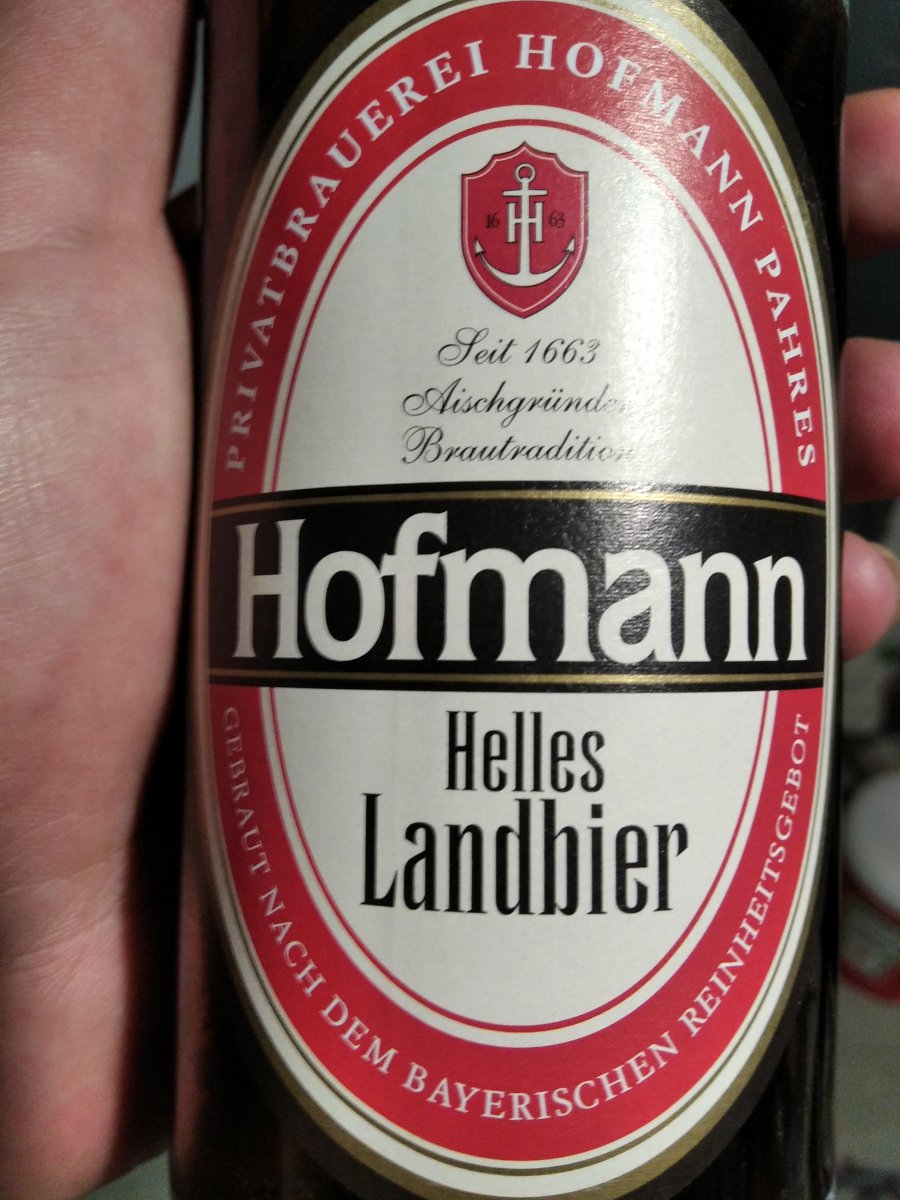 PRIVATBRAUEREI HOFMANN PAHRES
16 H 63
Seit 1663
Aischgründer
Brautradition
Hofmann
Helles
Landbier
GEBRAUT NACH DEM BAYERISCHEN REINHEITSGEBOT